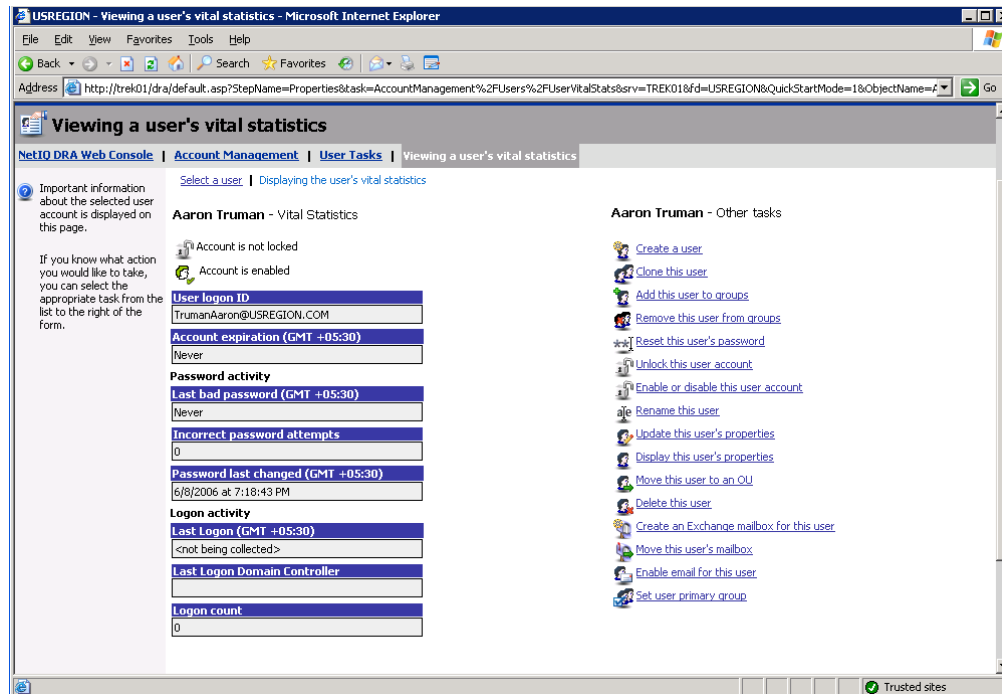 USREGION - Viewing a user's vital statistics - Microsoft Internet Explorer
File Edit View Favorites Tools Help
Back Search Favorites
Address http://trek01/dra/default.asp?StepName=Properties&task=AccountManagement%2FUsers%2FUserVitalStats&srv=TREK01&fd=USREGION&QuickStartMode=1&ObjectName=A Go
Viewing a user's vital statistics
NetIQ DRA Web Console | Account Management | User Tasks | Viewing a user's vital statistics
Important information
about the selected user
account is displayed on
this page.
If you know what action
you would like to take,
you can select the
appropriate task from the
list to the right of the
form.
Select a user | Displaying the user's vital statistics
Aaron Truman - Vital Statistics
Account is not locked
Account is enabled
User logon ID
TrumanAaron@USREGION.COM
Account expiration (GMT +05:30)
Never
Password activity
Last bad password (GMT +05:30)
Never
Incorrect password attempts
0
Password last changed (GMT +05:30)
6/8/2006 at 7:18:43 PM
Logon activity
Last Logon (GMT +05:30)
<not being collected>
Last Logon Domain Controller
Logon count
0
Aaron Truman - Other tasks
Create a user
Clone this user
Add this user to groups
Remove this user from groups
Reset this user's password
Unlock this user account
Enable or disable this user account
Rename this user
Update this user's properties
Display this user's properties
Move this user to an OU
Delete this user
Create an Exchange mailbox for this user
Move this user's mailbox
Enable email for this user
Set user primary group
Trusted sites